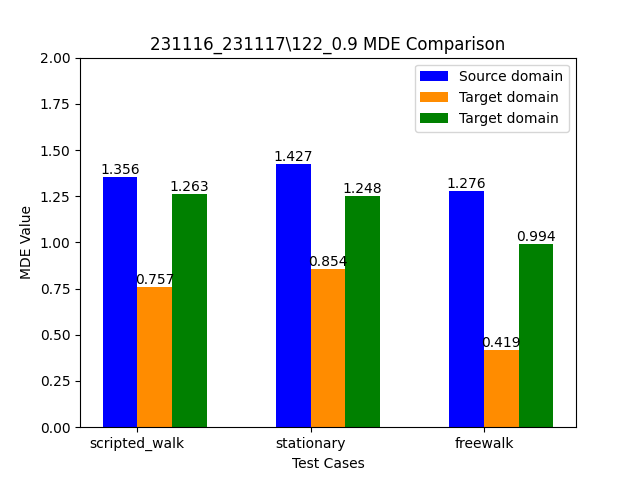 231116_231117\122_0.9 MDE Comparison
2.00
1.75
1.50
1.25
1.00
0.75
0.50
0.25
0.00
MDE Value
Source domain
Target domain
Target domain
1.356
0.757
1.263
1.427
0.854
1.248
1.276
0.419
0.994
scripted_walk
stationary
freewalk
Test Cases